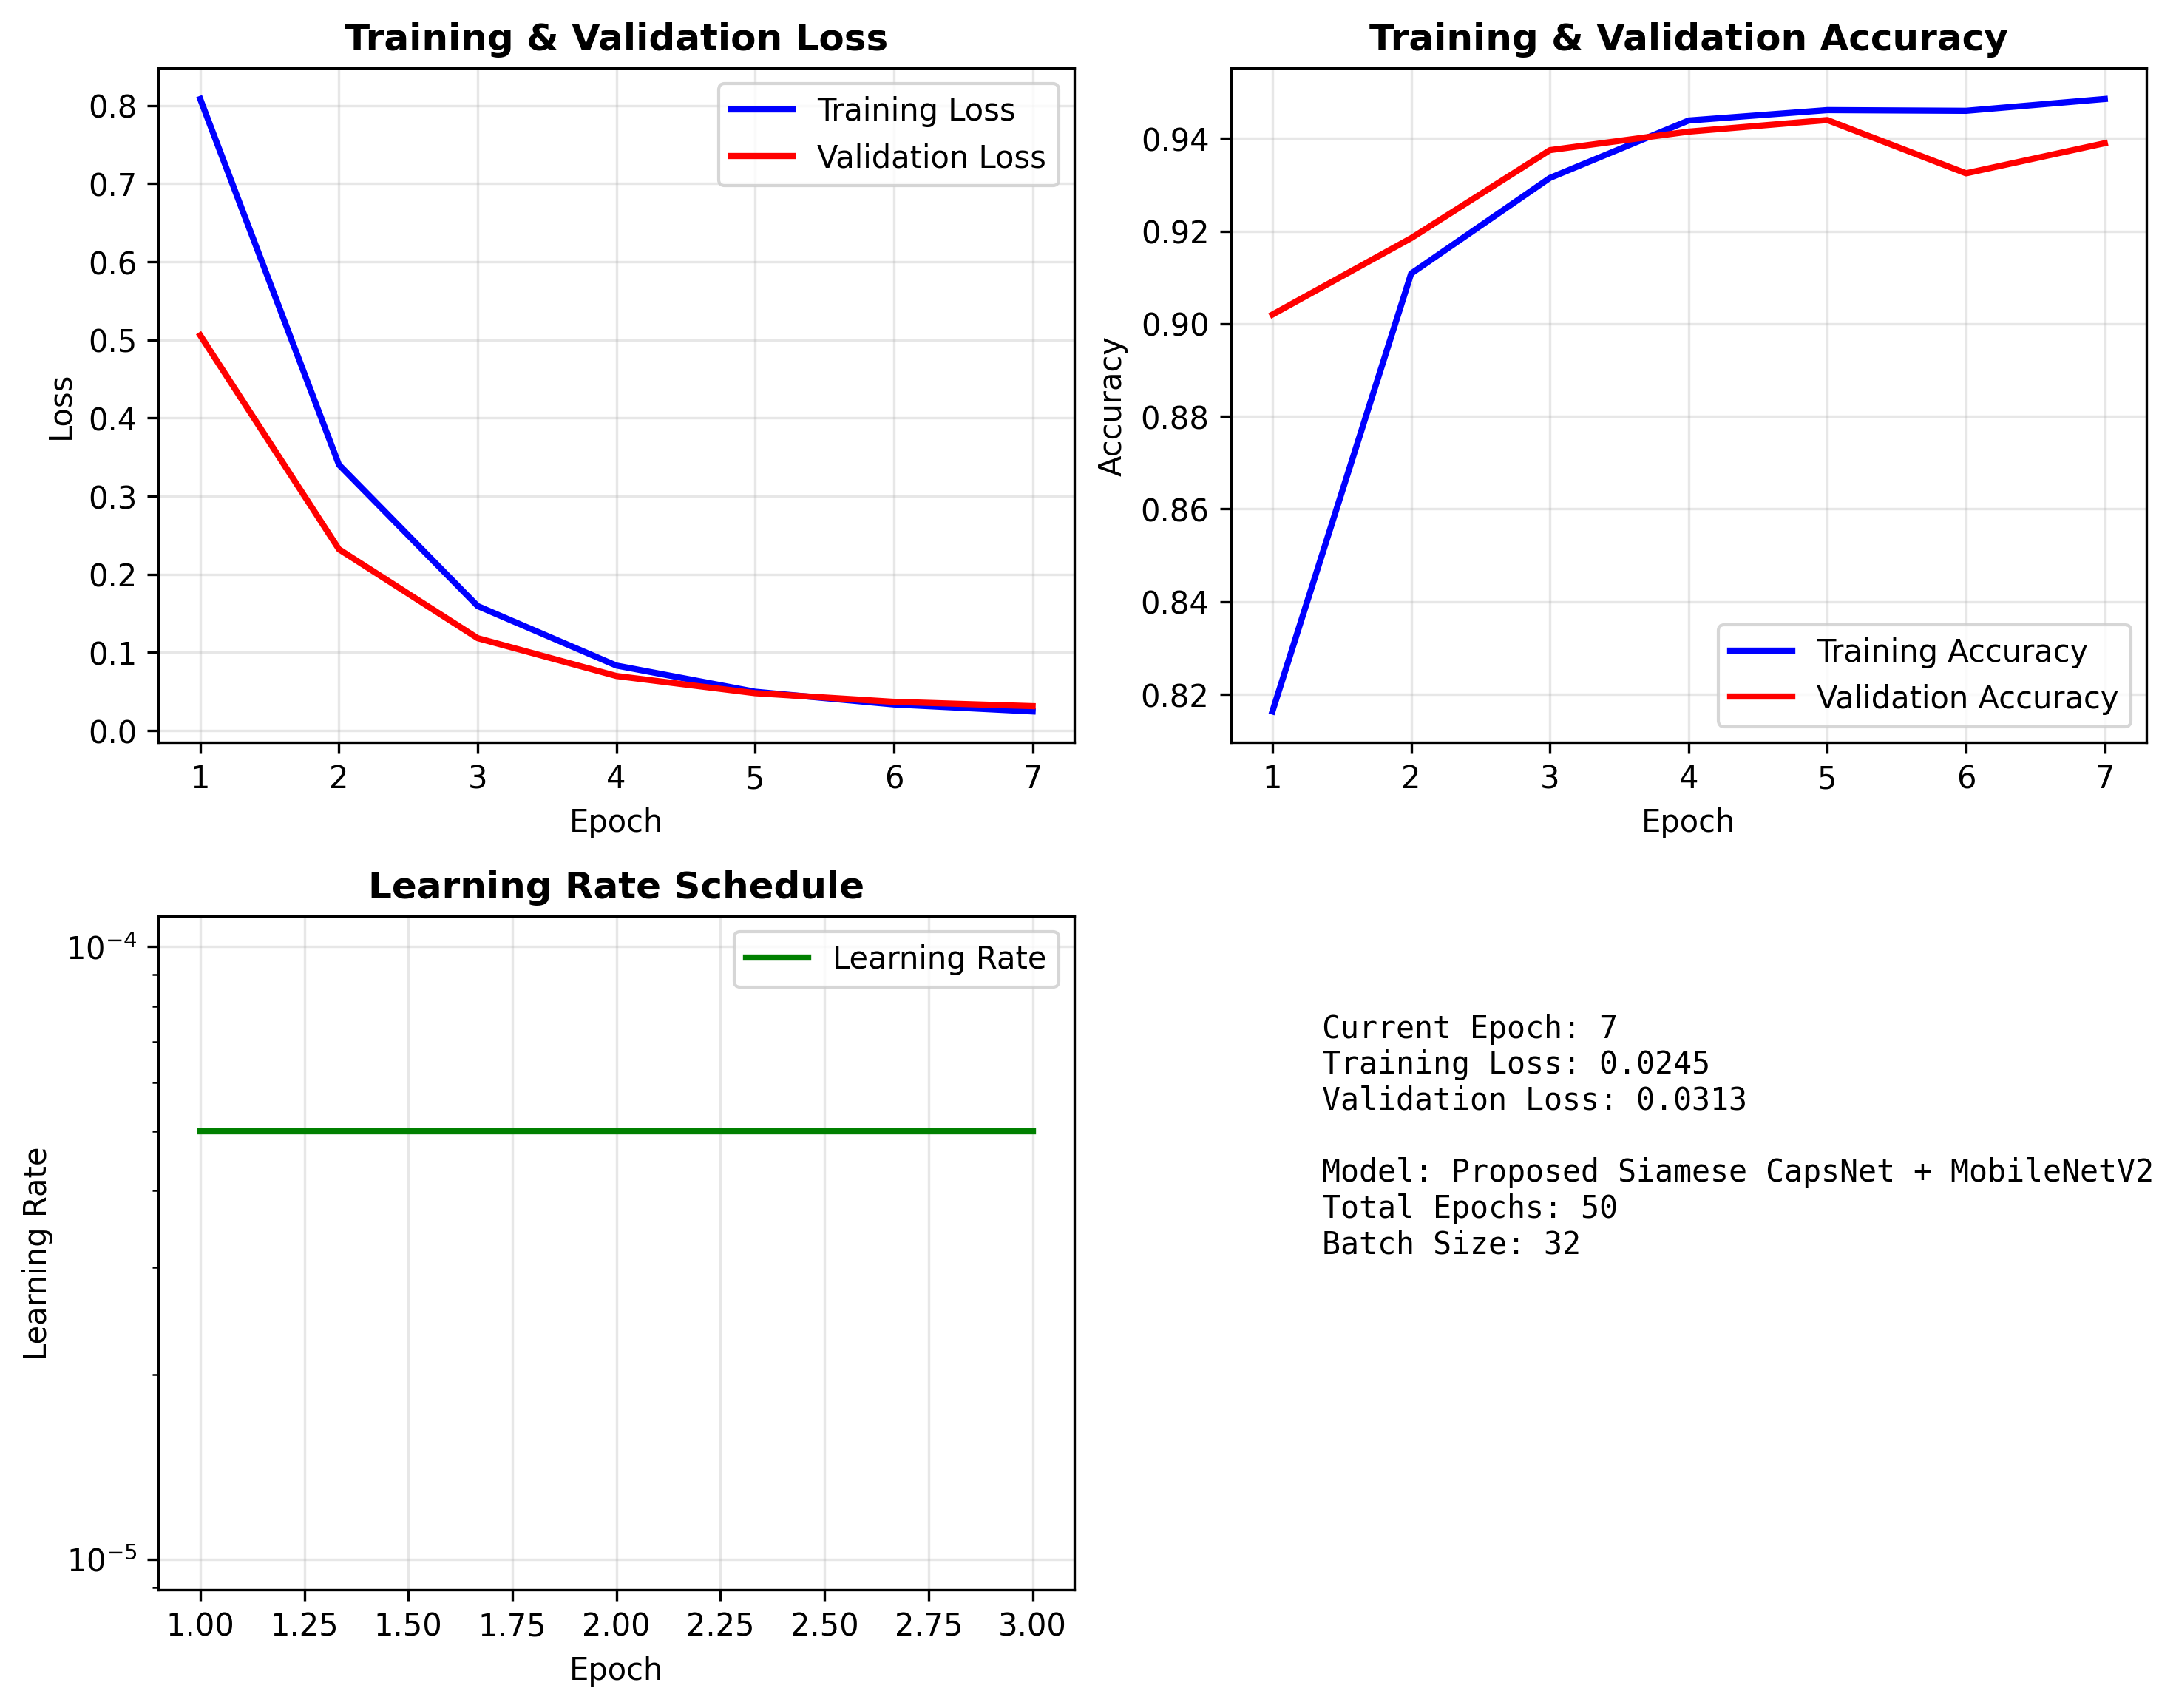 Training & Validation Loss
0.8
0.7
0.6
0.5
0.4
0.3
0.2
0.1
0.0
Loss
Training Loss
Validation Loss
1 2 3 4 5 6 7
Epoch
Training & Validation Accuracy
0.94
0.92
0.90
0.88
0.86
0.84
0.82
Accuracy
Training Accuracy
Validation Accuracy
1 2 3 4 5 6 7
Epoch
Learning Rate Schedule
10⁻⁴
10⁻⁵
Learning Rate
Learning Rate
1.00 1.25 1.50 1.75 2.00 2.25 2.50 2.75 3.00
Epoch
Current Epoch: 7
Training Loss: 0.0245
Validation Loss: 0.0313
Model: Proposed Siamese CapsNet + MobileNetV2
Total Epochs: 50
Batch Size: 32